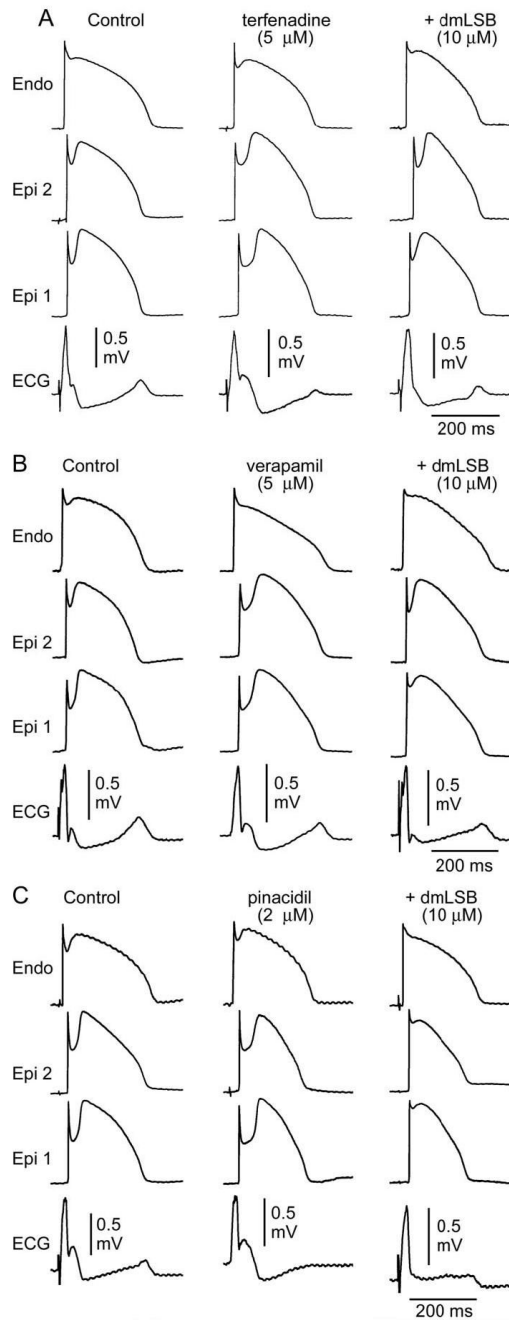 A
Control
terfenadine
(5 μM)
+ dmLSB
(10 μM)
Endo
Epi 2
Epi 1
ECG
0.5
mV
0.5
mV
0.5
mV
200 ms
B
Control
verapamil
(5 μM)
+ dmLSB
(10 μM)
Endo
Epi 2
Epi 1
ECG
0.5
mV
0.5
mV
0.5
mV
200 ms
C
Control
pinacidil
(2 μM)
+ dmLSB
(10 μM)
Endo
Epi 2
Epi 1
ECG
0.5
mV
0.5
mV
0.5
mV
200 ms